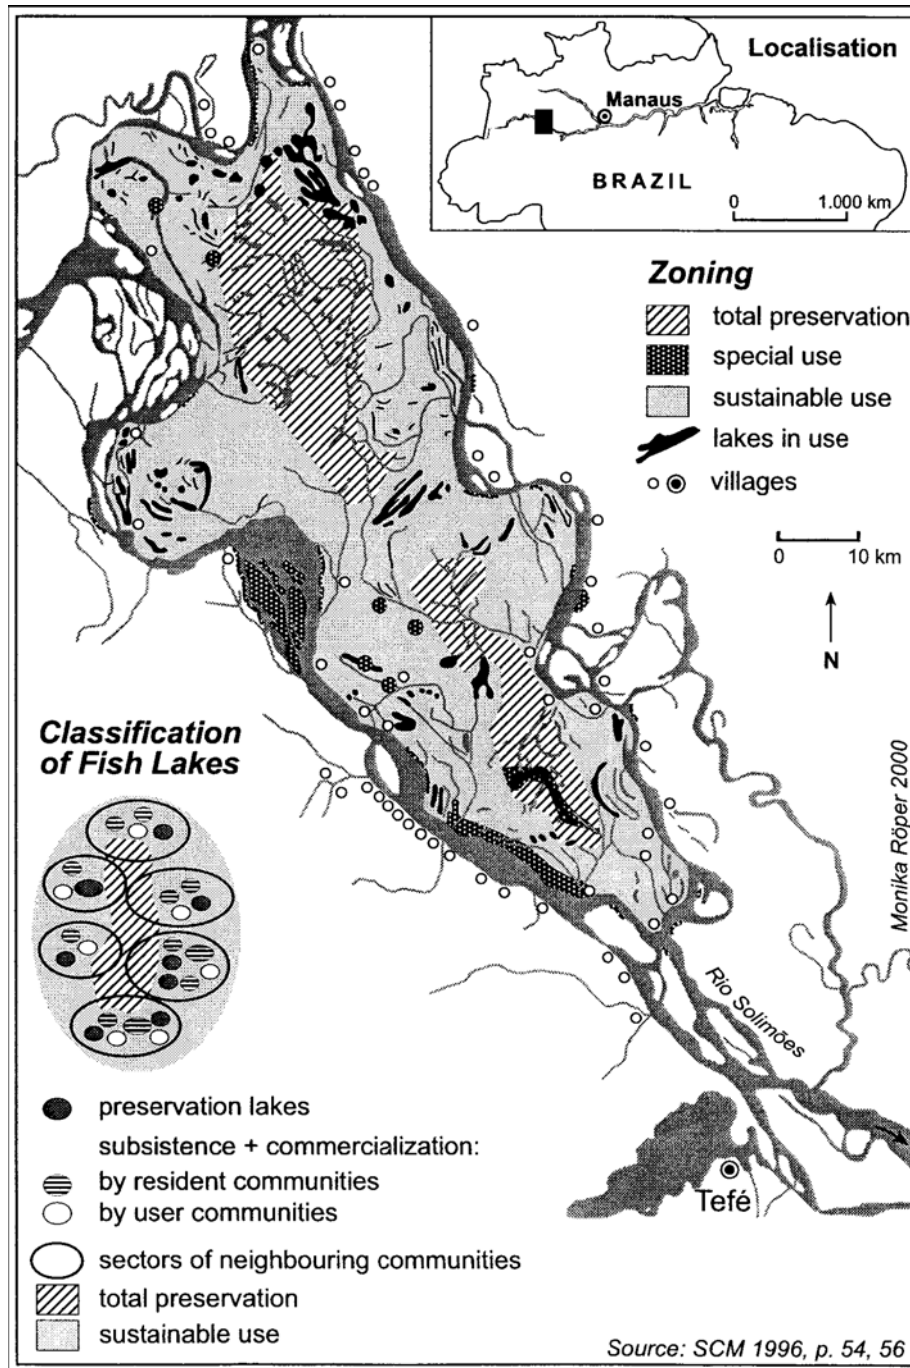 Localisation
Manaus
BRAZIL
0 1.000 km
Zoning
total preservation
special use
sustainable use
lakes in use
villages
0 10 km
N
Classification
of Fish Lakes
Monika Röper 2000
Rio Solimões
Tefé
preservation lakes
subsistence + commercialization:
by resident communities
by user communities
sectors of neighbouring communities
total preservation
sustainable use
Source: SCM 1996, p. 54, 56